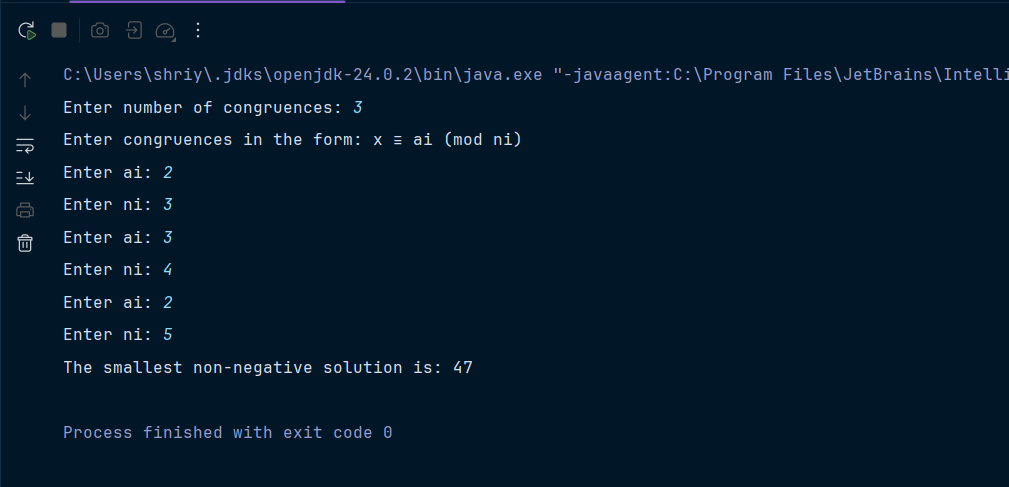 C:\Users\shriy\.jdks\openjdk-24.0.2\bin\java.exe "-javaagent:C:\Program Files\JetBrains\Intelli
Enter number of congruences: 3
Enter congruences in the form: x ≡ ai (mod ni)
Enter ai: 2
Enter ni: 3
Enter ai: 3
Enter ni: 4
Enter ai: 2
Enter ni: 5
The smallest non-negative solution is: 47
Process finished with exit code 0